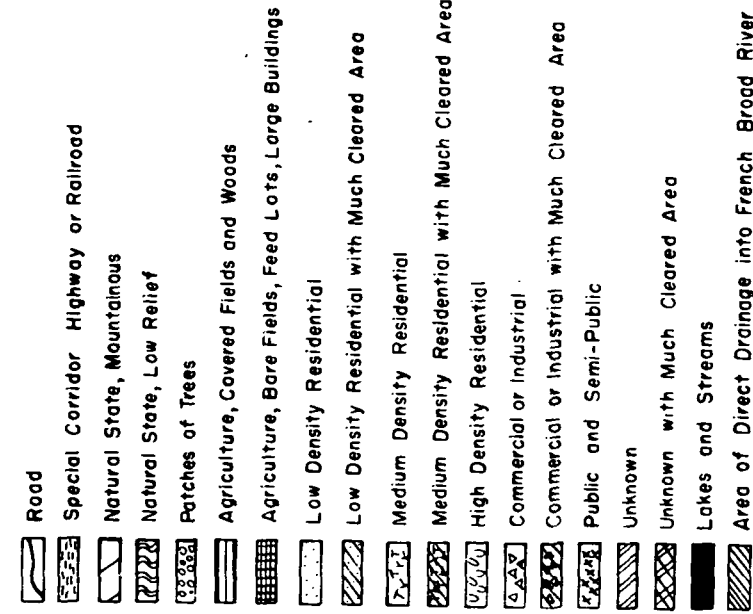 Road
Special Corridor Highway or Railroad
Natural State, Mountainous
Natural State, Low Relief
Patches of Trees
Agriculture, Covered Fields and Woods
Agriculture, Bare Fields, Feed Lots, Large Buildings
Low Density Residential
Low Density Residential with Much Cleared Area
Medium Density Residential
Medium Density Residential with Much Cleared Area
High Density Residential
Commercial or Industrial
Commercial or Industrial with Much Cleared Area
Public and Semi-Public
Unknown
Unknown with Much Cleared Area
Lakes and Streams
Area of Direct Drainage into French Broad River